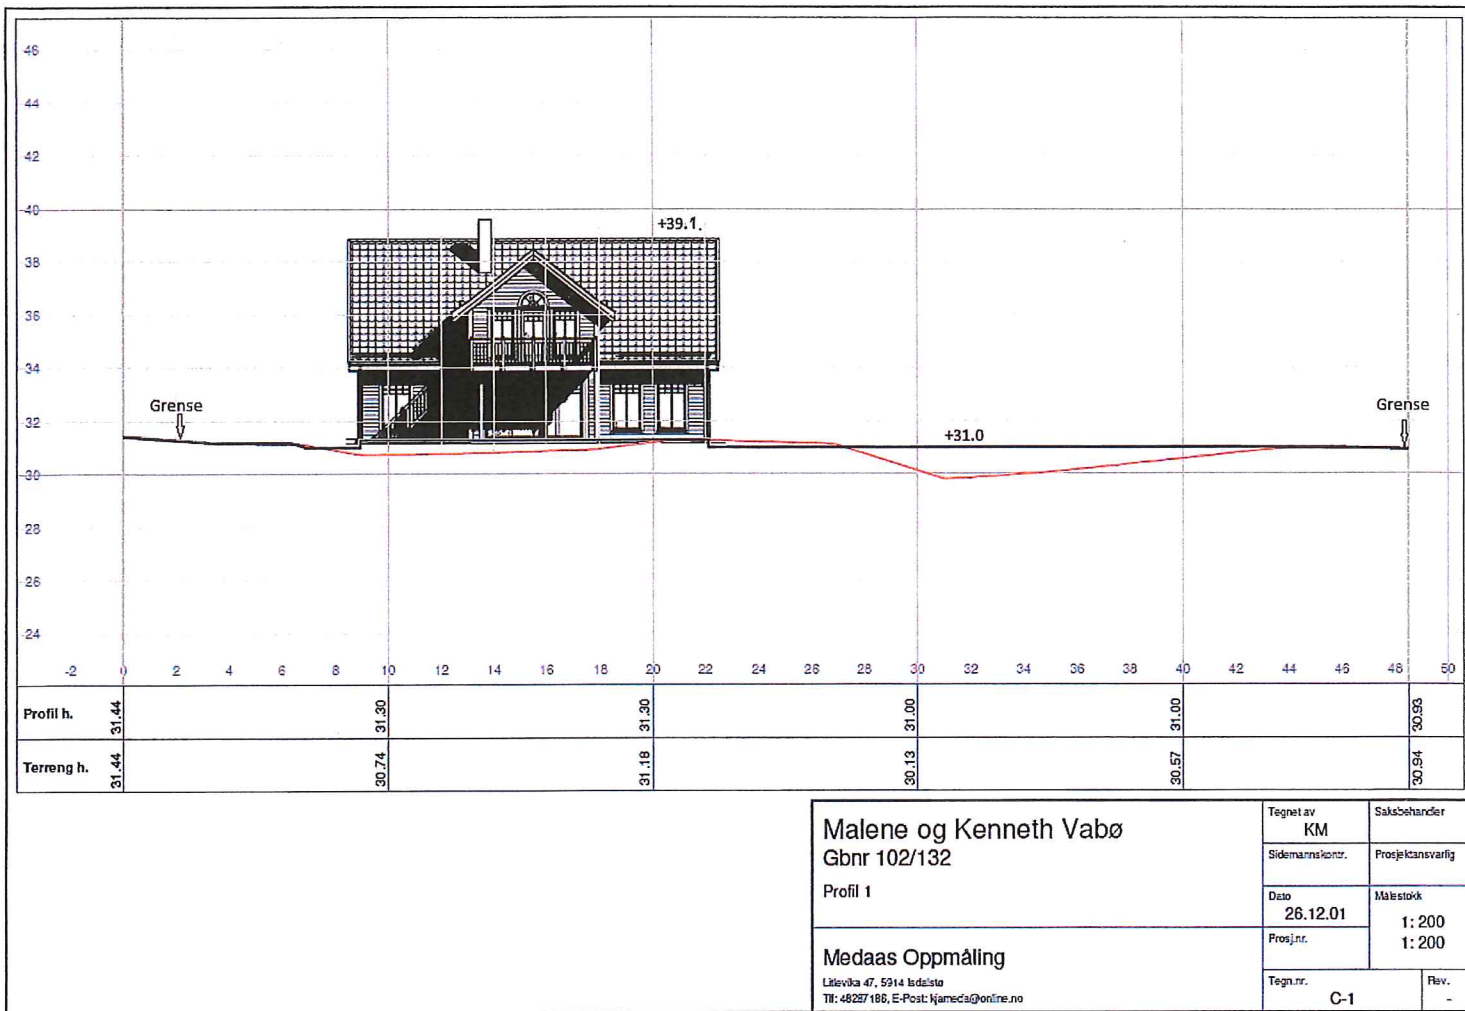 46
44
42
40
38
36
34
32
30
28
26
24
+39.1.
Grense
Grense
+31.0
-2 0 2 4 6 8 10 12 14 16 18 20 22 24 26 28 30 32 34 36 38 40 42 44 46 48 50
Profil h. 31.44 31.30 31.30 31.00 31.00 30.93
Terreng h. 31.44 30.74 31.18 30.13 30.57 30.94
Malene og Kenneth Vabø
Gbnr 102/132
Profil 1
Medaas Oppmåling
Litlevika 47, 5914 Isdalstø
Tlf: 48287186, E-Post: kjameda@online.no
Tegnet av
KM
Saksbehandler
Sidemannskontr.
Prosjektansvarlig
Dato
26.12.01
Målestokk
1: 200
1: 200
Prosj.nr.
Tegn.nr.
C-1
Rev.
-